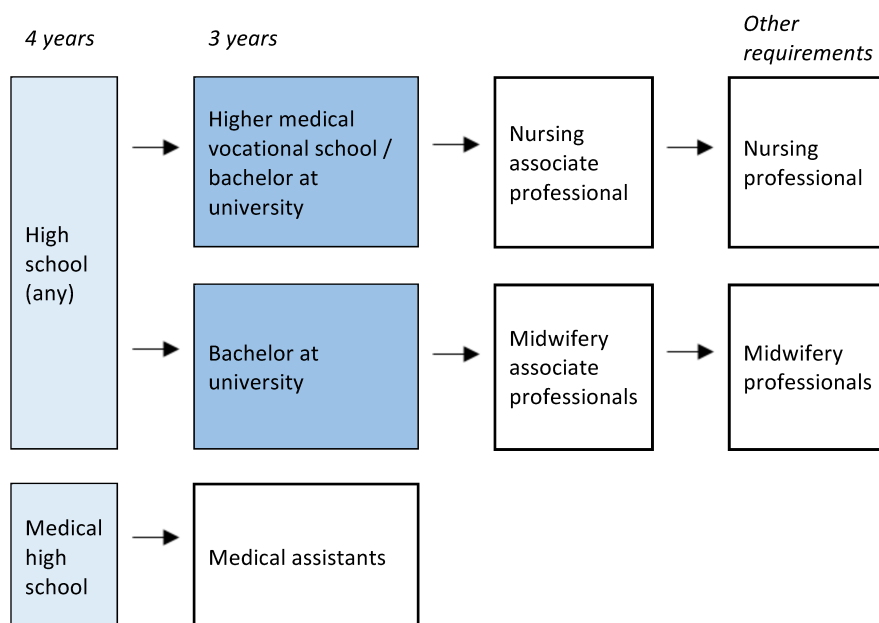 4 years
3 years
Other
requirements
High
school
(any)
Higher medical
vocational school /
bachelor at
university
Nursing
associate
professional
Nursing
professional
Bachelor at
university
Midwifery
associate
professionals
Midwifery
professionals
Medical
high
school
Medical assistants